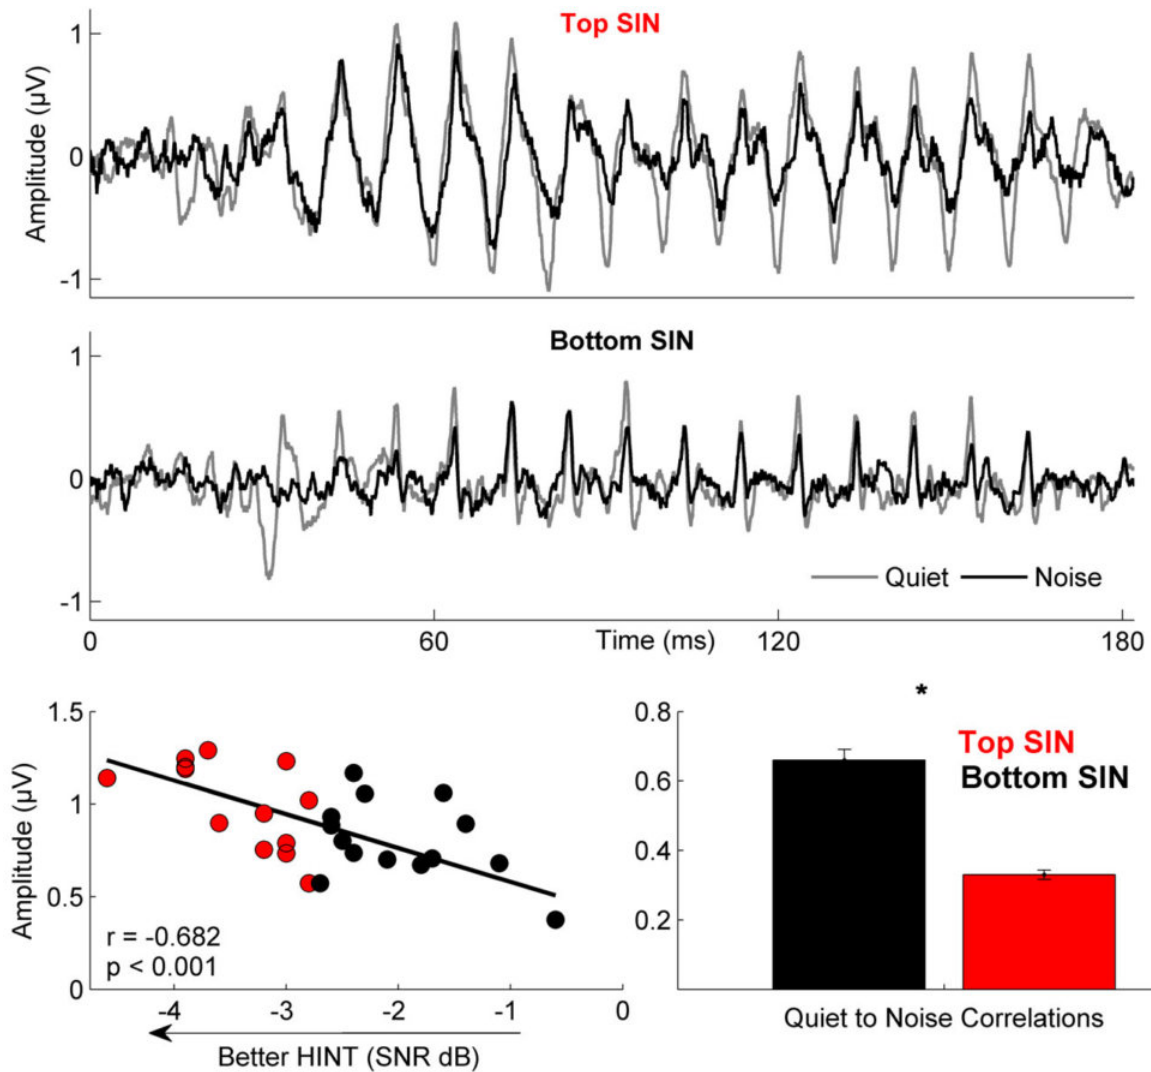 Top SIN
Amplitude (µV)
1
0
-1
Bottom SIN
1
0
-1
Quiet
Noise
0
60
Time (ms)
120
180
Amplitude (µV)
1.5
1
0.5
0
r = -0.682
p < 0.001
-4
-3
-2
-1
0
Better HINT (SNR dB)
*
0.8
0.6
0.4
0.2
Top SIN
Bottom SIN
Quiet to Noise Correlations